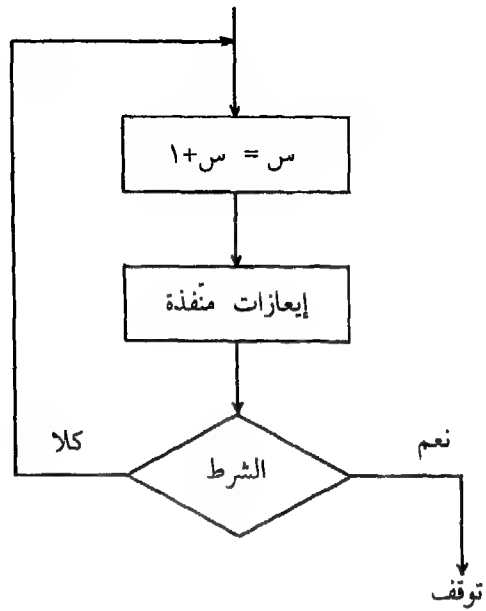 س = س+١
إيعازات منّفذة
الشرط
نعم
كلا
توقف